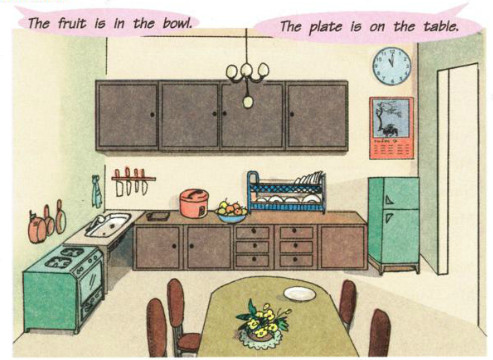 The fruit is in the bowl.
The plate is on the table.